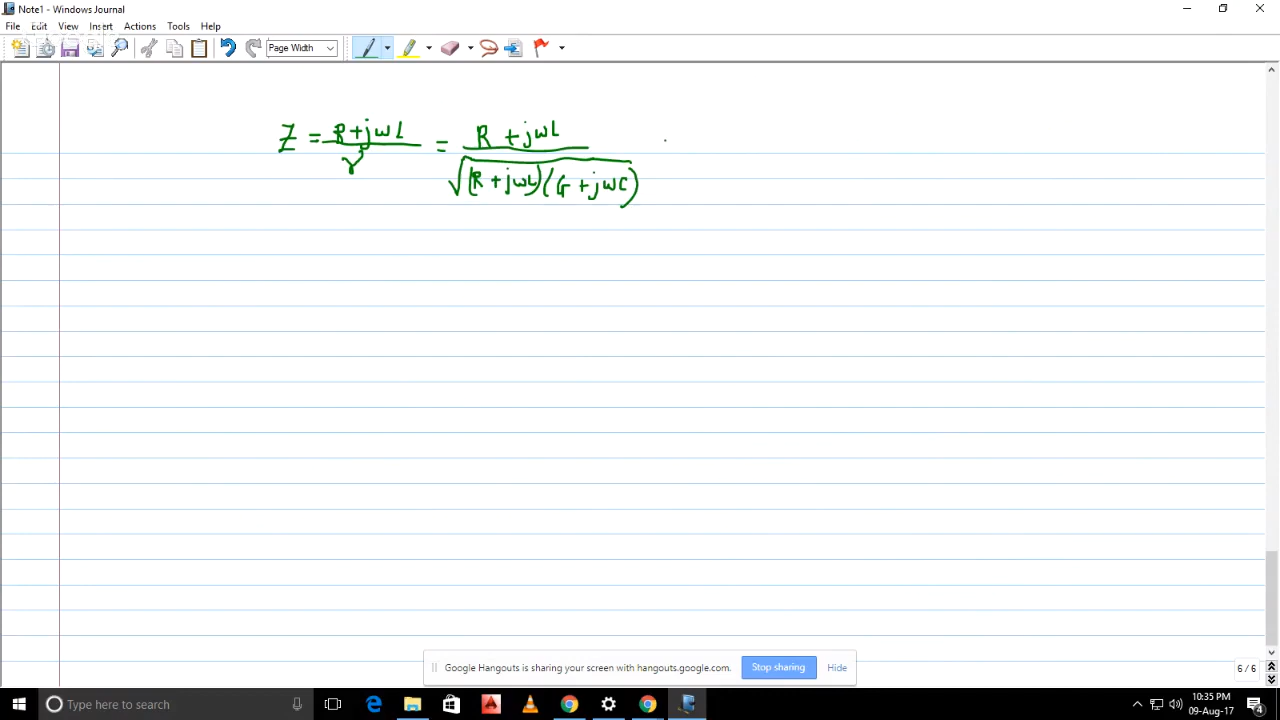 Note1 - Windows Journal
File Edit View Insert Actions Tools Help
Page Width
Z = R+jωL / γ = R +jωL / √(R +jωL)(G +jωC)
Google Hangouts is sharing your screen with hangouts.google.com. Stop sharing Hide
6 / 6
Type here to search
10:35 PM
09-Aug-17
4